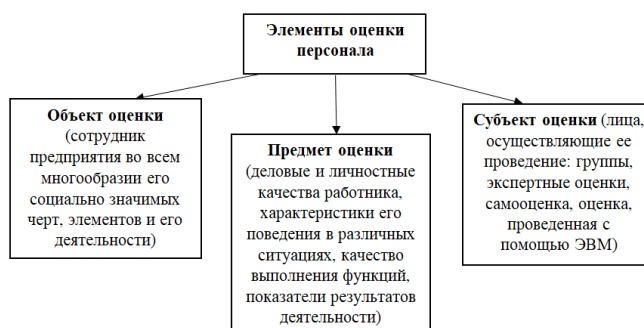 Элементы оценки
персонала
Объект оценки
(сотрудник
предприятия во всем
многообразии его
социально значимых
черт, элементов и его
деятельности)
Предмет оценки
(деловые и личностные
качества работника,
характеристики его
поведения в различных
ситуациях, качество
выполнения функций,
показатели результатов
деятельности)
Субъект оценки (лица,
осуществляющие ее
проведение: группы,
экспертные оценки,
самооценка, оценка,
проведенная с
помощью ЭВМ)